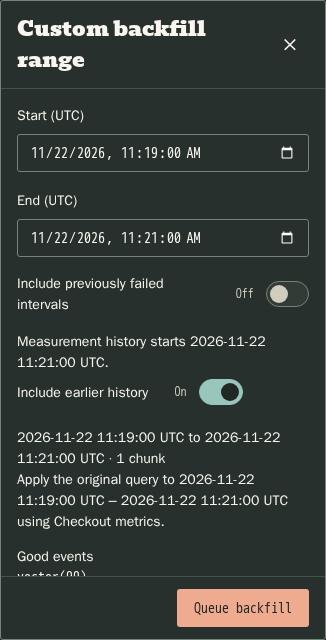 Custom backfill
range
Start (UTC)
11/22/2026, 11:19:00 AM
End (UTC)
11/22/2026, 11:21:00 AM
Include previously failed
intervals
Off
Measurement history starts 2026-11-22
11:21:00 UTC.
Include earlier history
On
2026-11-22 11:19:00 UTC to 2026-11-22
11:21:00 UTC · 1 chunk
Apply the original query to 2026-11-22
11:19:00 UTC – 2026-11-22 11:21:00 UTC
using Checkout metrics.
Good events
Queue backfill